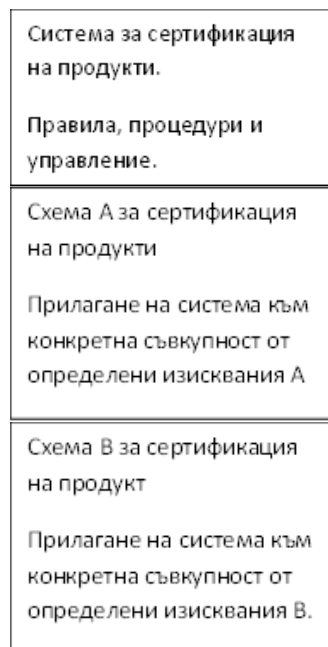 Система за сертификация
на продукти.
Правила, процедури и
управление.
Схема А за сертификация
на продукти
Прилагане на система към
конкретна съвкупност от
определени изисквания А
Схема В за сертификация
на продукт
Прилагане на система към
конкретна съвкупност от
определени изисквания В.